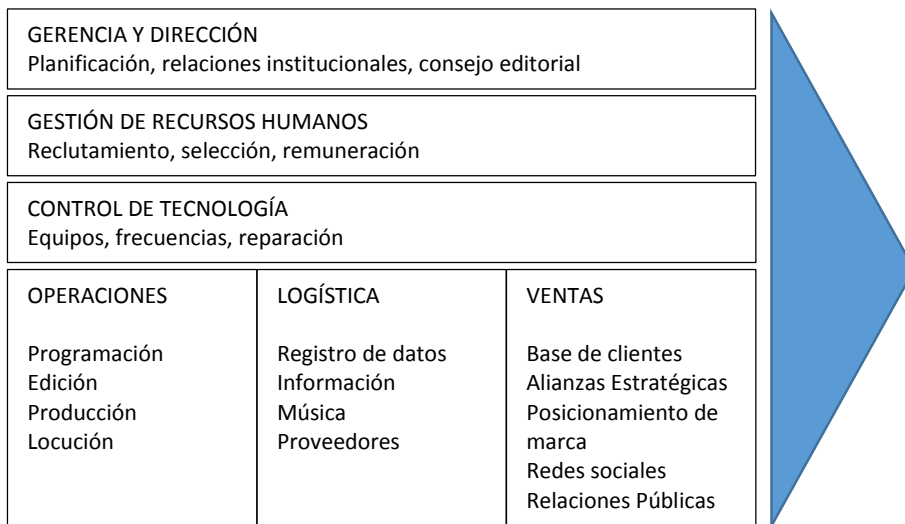 GERENCIA Y DIRECCIÓN
Planificación, relaciones institucionales, consejo editorial
GESTIÓN DE RECURSOS HUMANOS
Reclutamiento, selección, remuneración
CONTROL DE TECNOLOGÍA
Equipos, frecuencias, reparación
OPERACIONES
Programación
Edición
Producción
Locución
LOGÍSTICA
Registro de datos
Información
Música
Proveedores
VENTAS
Base de clientes
Alianzas Estratégicas
Posicionamiento de
marca
Redes sociales
Relaciones Públicas